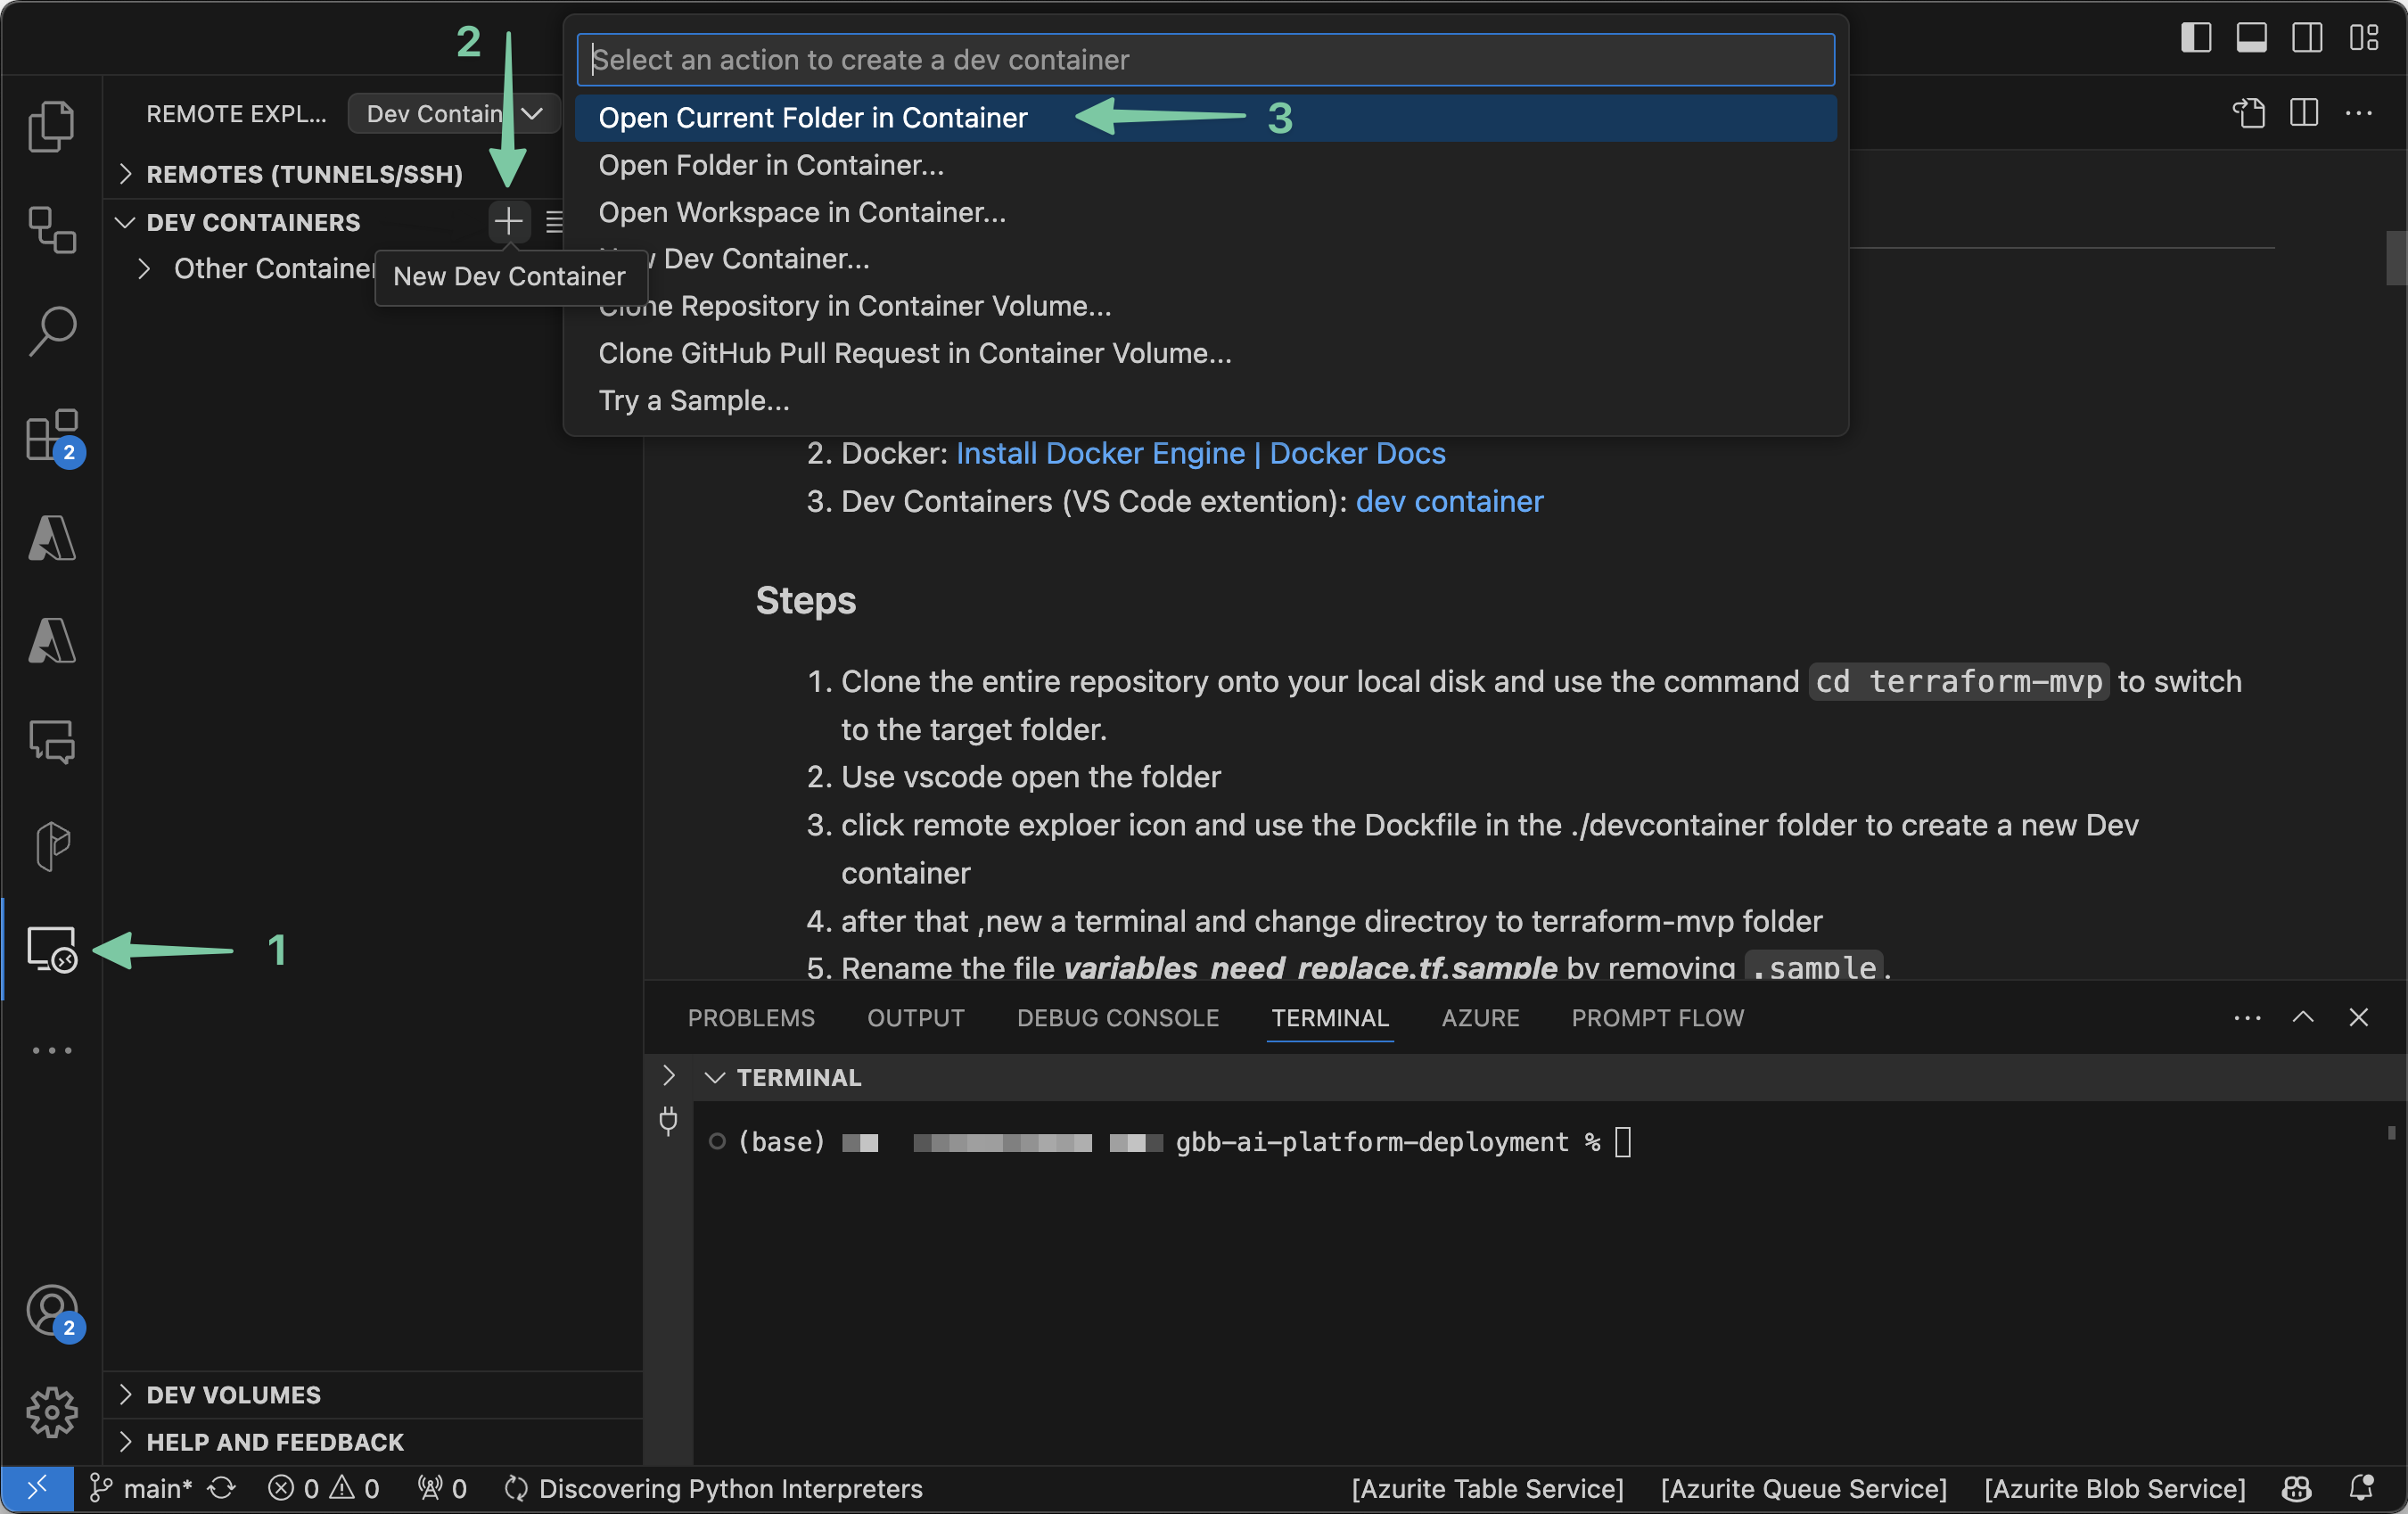 2
Select an action to create a dev container
REMOTE EXPL...
Dev Contain
Open Current Folder in Container
3
REMOTES (TUNNELS/SSH)
Open Folder in Container...
DEV CONTAINERS
Open Workspace in Container...
Other
New Dev Container
Dev Container...
Clone Repository in Container Volume...
Clone GitHub Pull Request in Container Volume...
Try a Sample...
2
2. Docker: Install Docker Engine | Docker Docs
3. Dev Containers (VS Code extention): dev container
Steps
1. Clone the entire repository onto your local disk and use the command cd terraform-mvp to switch
to the target folder.
2. Use vscode open the folder
3. click remote exploer icon and use the Dockfile in the ./devcontainer folder to create a new Dev
container
4. after that ,new a terminal and change directroy to terraform-mvp folder
1
5. Rename the file variables_need_replace.tf.sample by removing .sample.
PROBLEMS OUTPUT DEBUG CONSOLE TERMINAL AZURE PROMPT FLOW
TERMINAL
(base) gbb-ai-platform-deployment %
2
DEV VOLUMES
HELP AND FEEDBACK
main* 0 0 0 Discovering Python Interpreters [Azurite Table Service] [Azurite Queue Service] [Azurite Blob Service]